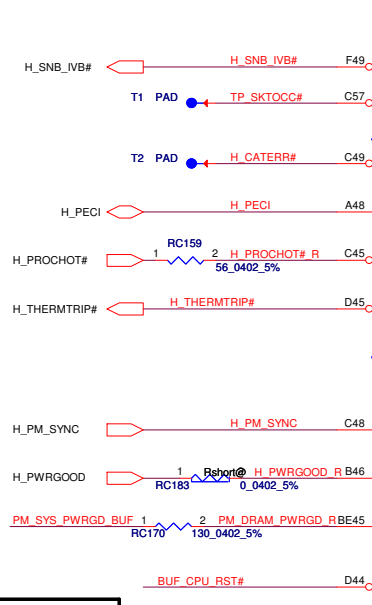 H_SNB_IVB# H_SNB_IVB# F49
T1 PAD TP_SKTOCC# C57
T2 PAD H_CATERR# C49
H_PECI H_PECI A48
RC159
H_PROCHOT# 1 2 H_PROCHOT#_R C45
56_0402_5%
H_THERMTRIP# H_THERMTRIP# D45
H_PM_SYNC H_PM_SYNC C48
H_PWRGOOD 1 Rshort@ H_PWRGOOD_R B46
RC183 0_0402_5%
PM_SYS_PWRGD_BUF 1 2 PM_DRAM_PWRGD_R BE45
RC170 130_0402_5%
BUF_CPU_RST# D44